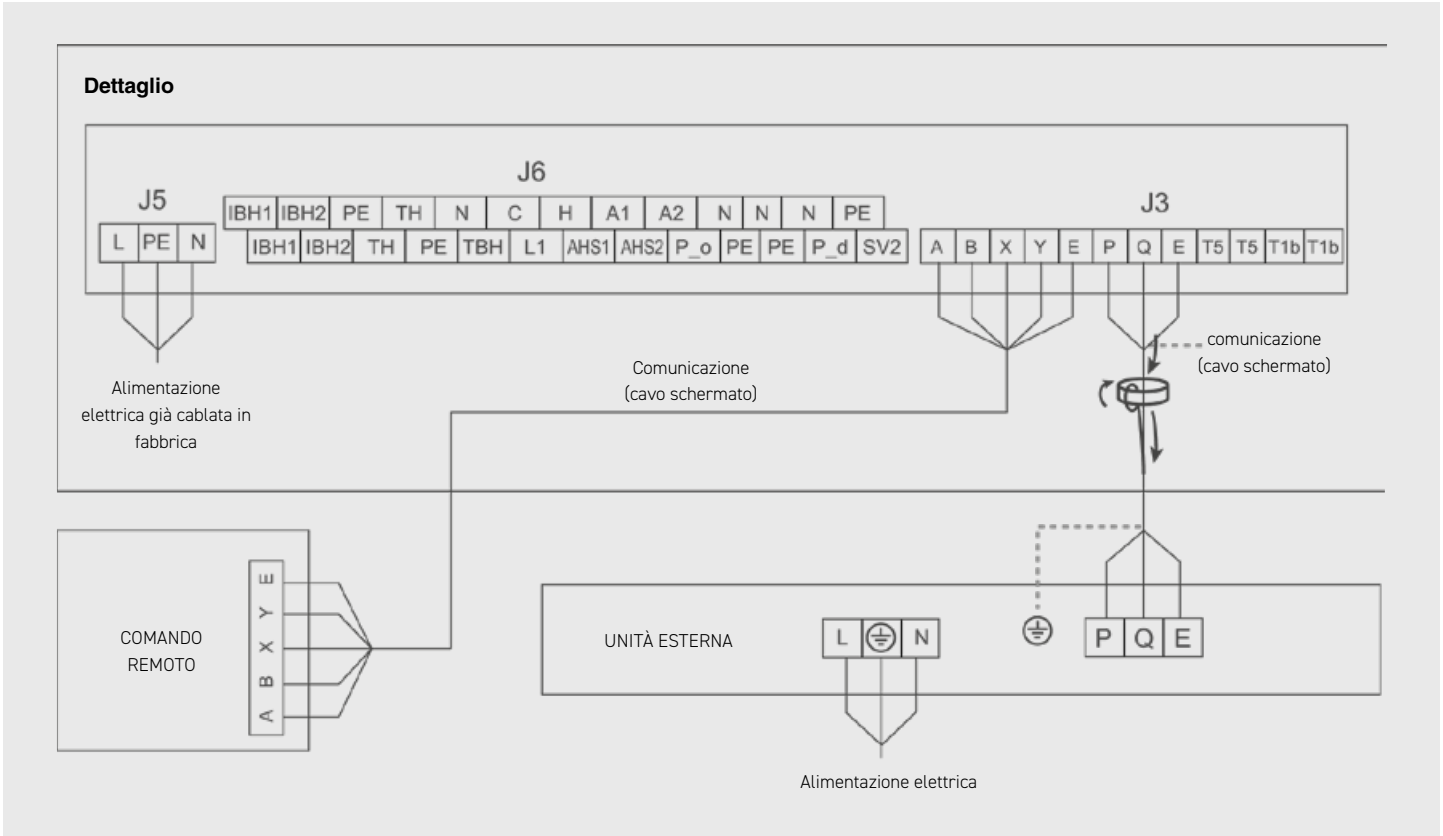 Dettaglio
J6
J5
J3
IBH1 IBH2 PE TH N C H A1 A2 N N N PE
L PE N
IBH1 IBH2 TH PE TBH L1 AHS1 AHS2 P_o PE PE P_d SV2
A B X Y E P Q E T5 T5 T1b T1b
Alimentazione
elettrica già cablata in
fabbrica
Comunicazione
(cavo schermato)
comunicazione
(cavo schermato)
COMANDO
REMOTO
E
Y
X
B
A
UNITÀ ESTERNA
L N
P Q E
Alimentazione elettrica